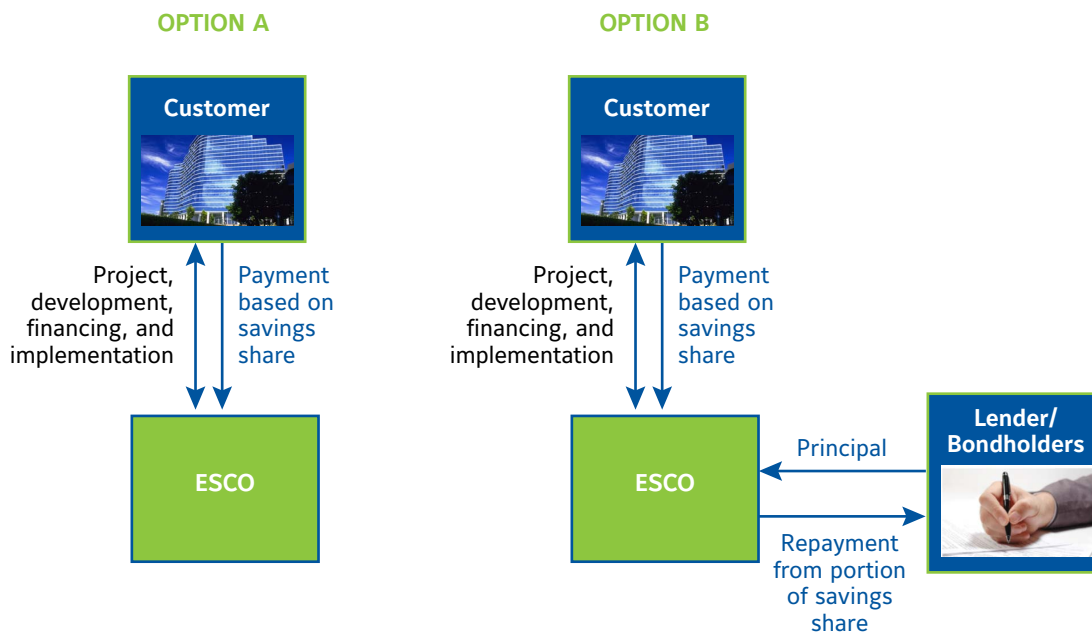 OPTION A
Customer
Project,
development,
financing, and
implementation
Payment
based on
savings
share
ESCO
OPTION B
Customer
Project,
development,
financing, and
implementation
Payment
based on
savings
share
ESCO
Principal
Repayment
from portion
of savings
share
Lender/
Bondholders